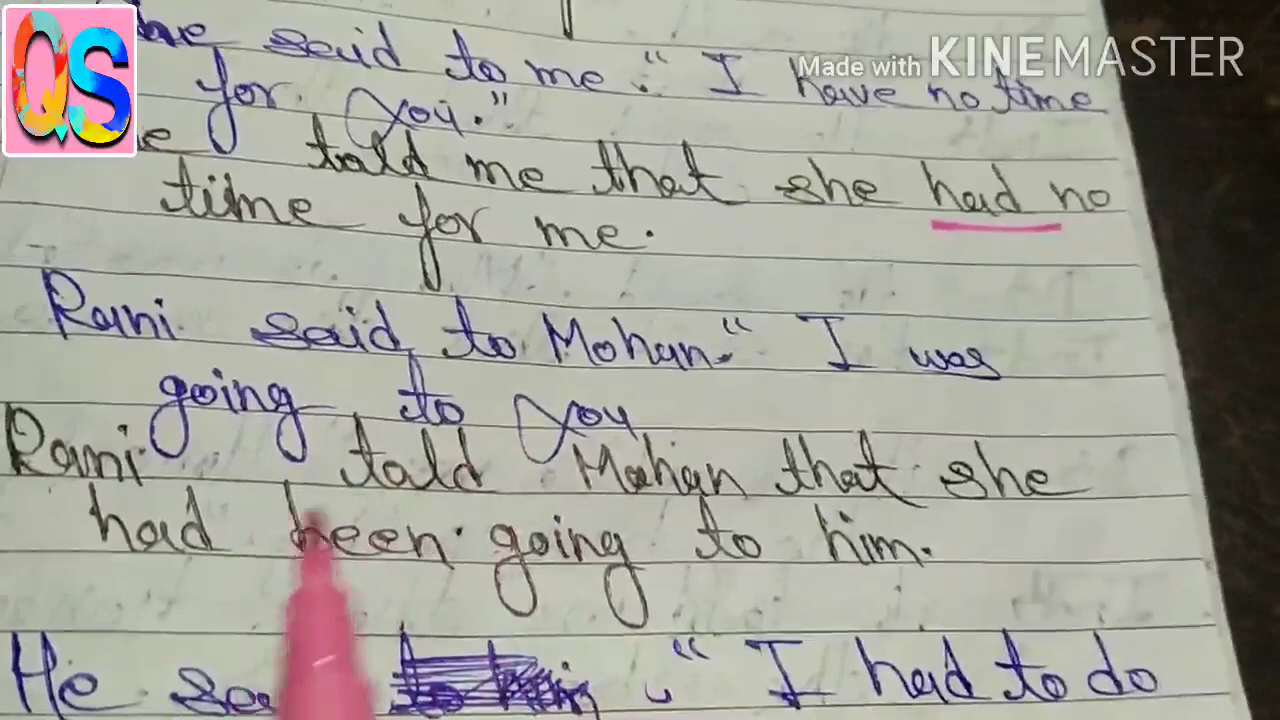 QS
Made with KINEMASTER
said to me. "I have no time
for you."
told me that she had no
time for me.
Rani said to Mohan. " I was
going to you
Rani told Mohan that she
had been going to him.
He " I had to do